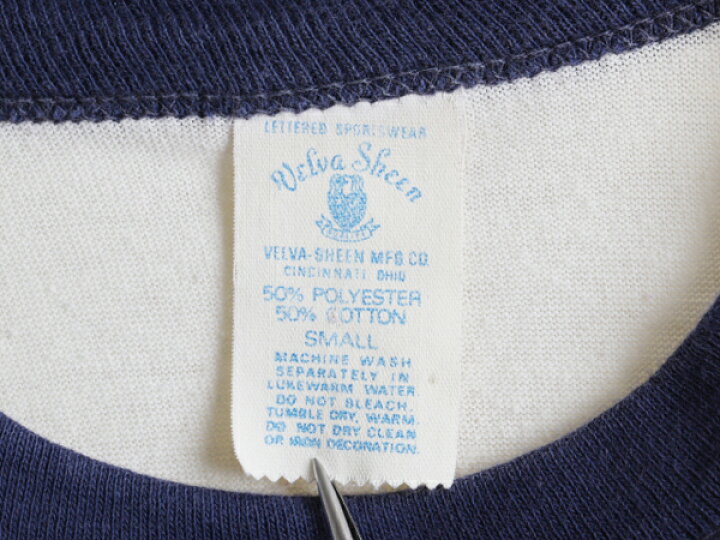 LETTERED SPORTSWEAR
Velva Sheen
VELVA-SHEEN MFG. CO.
CINCINNATI OHIO
50% POLYESTER
50% COTTON
SMALL
MACHINE WASH
SEPARATELY IN
LUKEWARM WATER.
DO NOT BLEACH.
TUMBLE DRY, WARM.
DO NOT DRY CLEAN
OR IRON DECORATION.